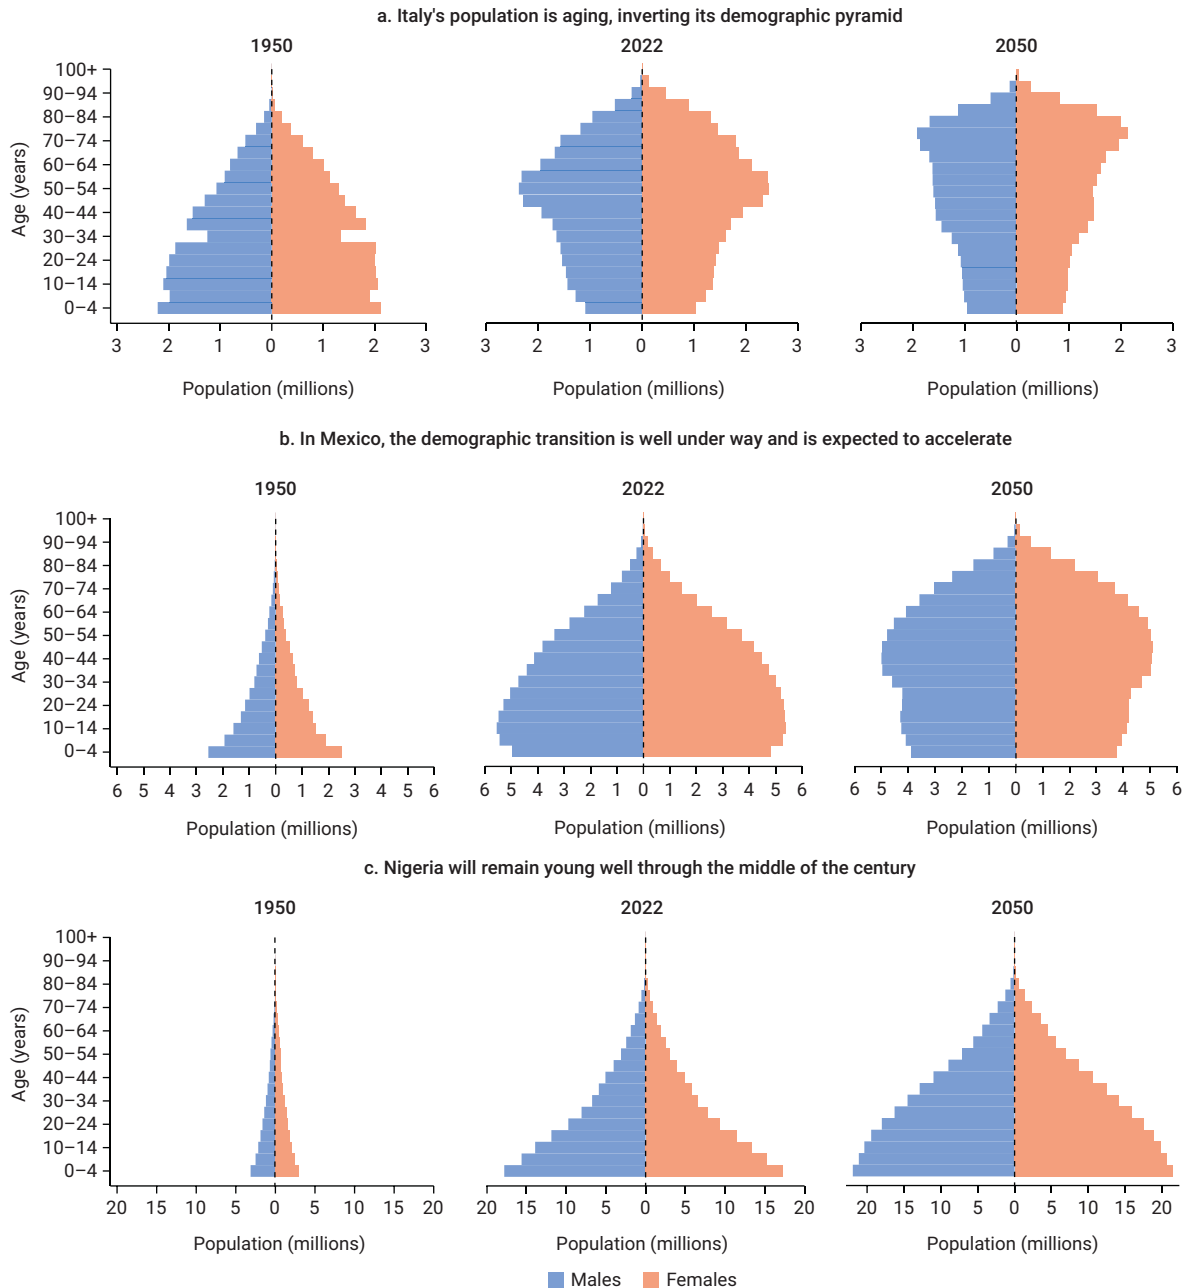 a. Italy's population is aging, inverting its demographic pyramid
1950 2022 2050
100+
90–94
80–84
70–74
60–64
50–54
40–44
30–34
20–24
10–14
0–4
Age (years)
3 2 1 0 1 2 3 3 2 1 0 1 2 3 3 2 1 0 1 2 3
Population (millions) Population (millions) Population (millions)
b. In Mexico, the demographic transition is well under way and is expected to accelerate
1950 2022 2050
100+
90–94
80–84
70–74
60–64
50–54
40–44
30–34
20–24
10–14
0–4
Age (years)
6 5 4 3 2 1 0 1 2 3 4 5 6 6 5 4 3 2 1 0 1 2 3 4 5 6 6 5 4 3 2 1 0 1 2 3 4 5 6
Population (millions) Population (millions) Population (millions)
c. Nigeria will remain young well through the middle of the century
1950 2022 2050
100+
90–94
80–84
70–74
60–64
50–54
40–44
30–34
20–24
10–14
0–4
Age (years)
20 15 10 5 0 5 10 15 20 20 15 10 5 0 5 10 15 20 20 15 10 5 0 5 10 15 20
Population (millions) Population (millions) Population (millions)
Males Females